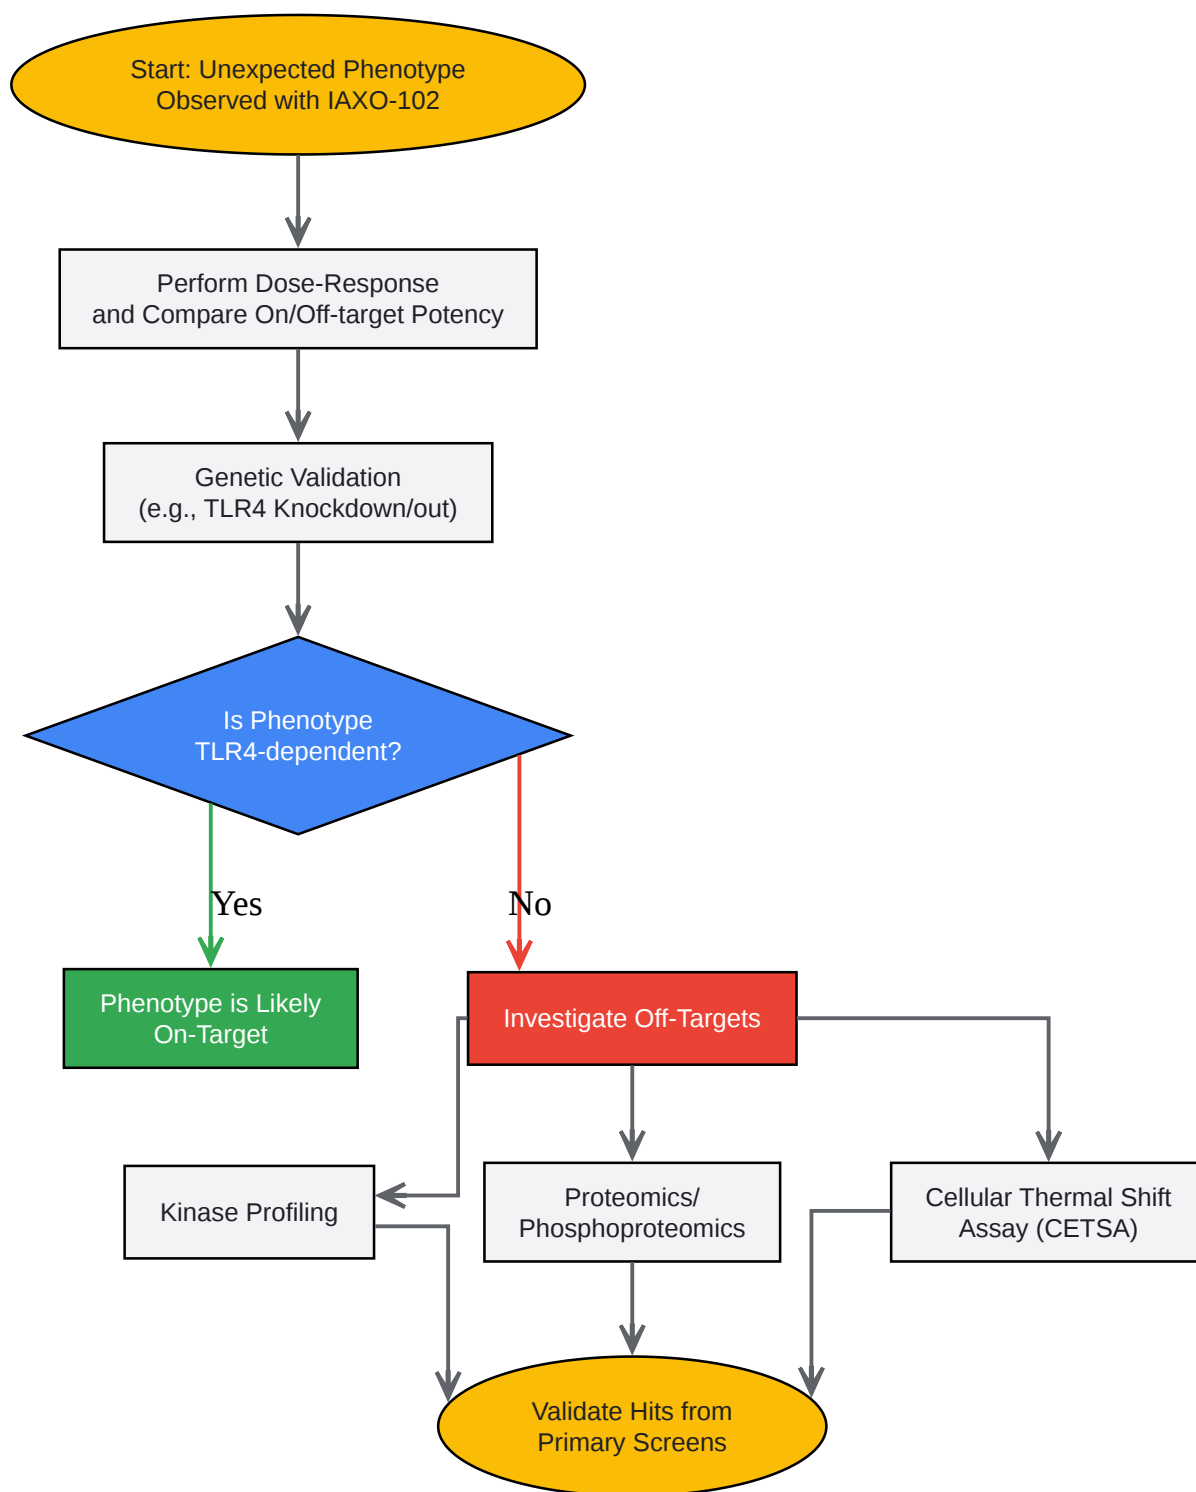 Start: Unexpected Phenotype
Observed with IAXO-102
Perform Dose-Response
and Compare On/Off-target Potency
Genetic Validation
(e.g., TLR4 Knockdown/out)
Is Phenotype
TLR4-dependent?
Yes
No
Phenotype is Likely
On-Target
Investigate Off-Targets
Kinase Profiling
Proteomics/
Phosphoproteomics
Cellular Thermal Shift
Assay (CETSA)
Validate Hits from
Primary Screens